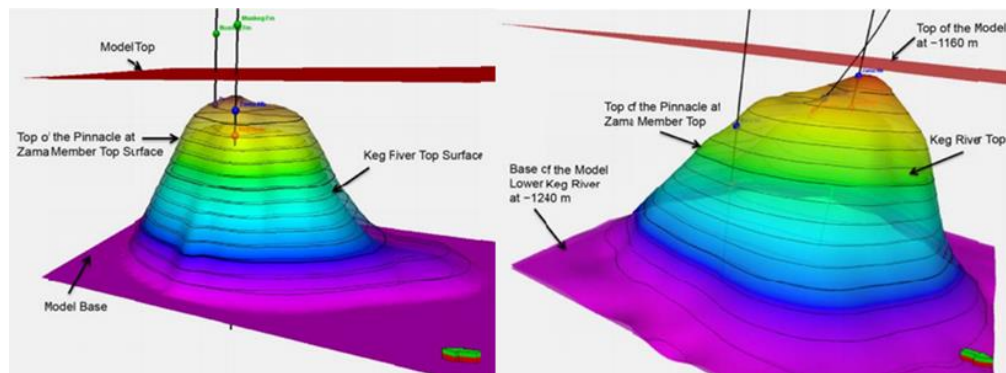 Model Top
Top of the Pinnacle at
Zama Member Top Surface
Keg River Top Surface
Model Base
Top of the Model
at −1160 m
Top of the Pinnacle at
Zama Member Top
Keg River Top
Base of the Model
Lower Keg River
at −1240 m